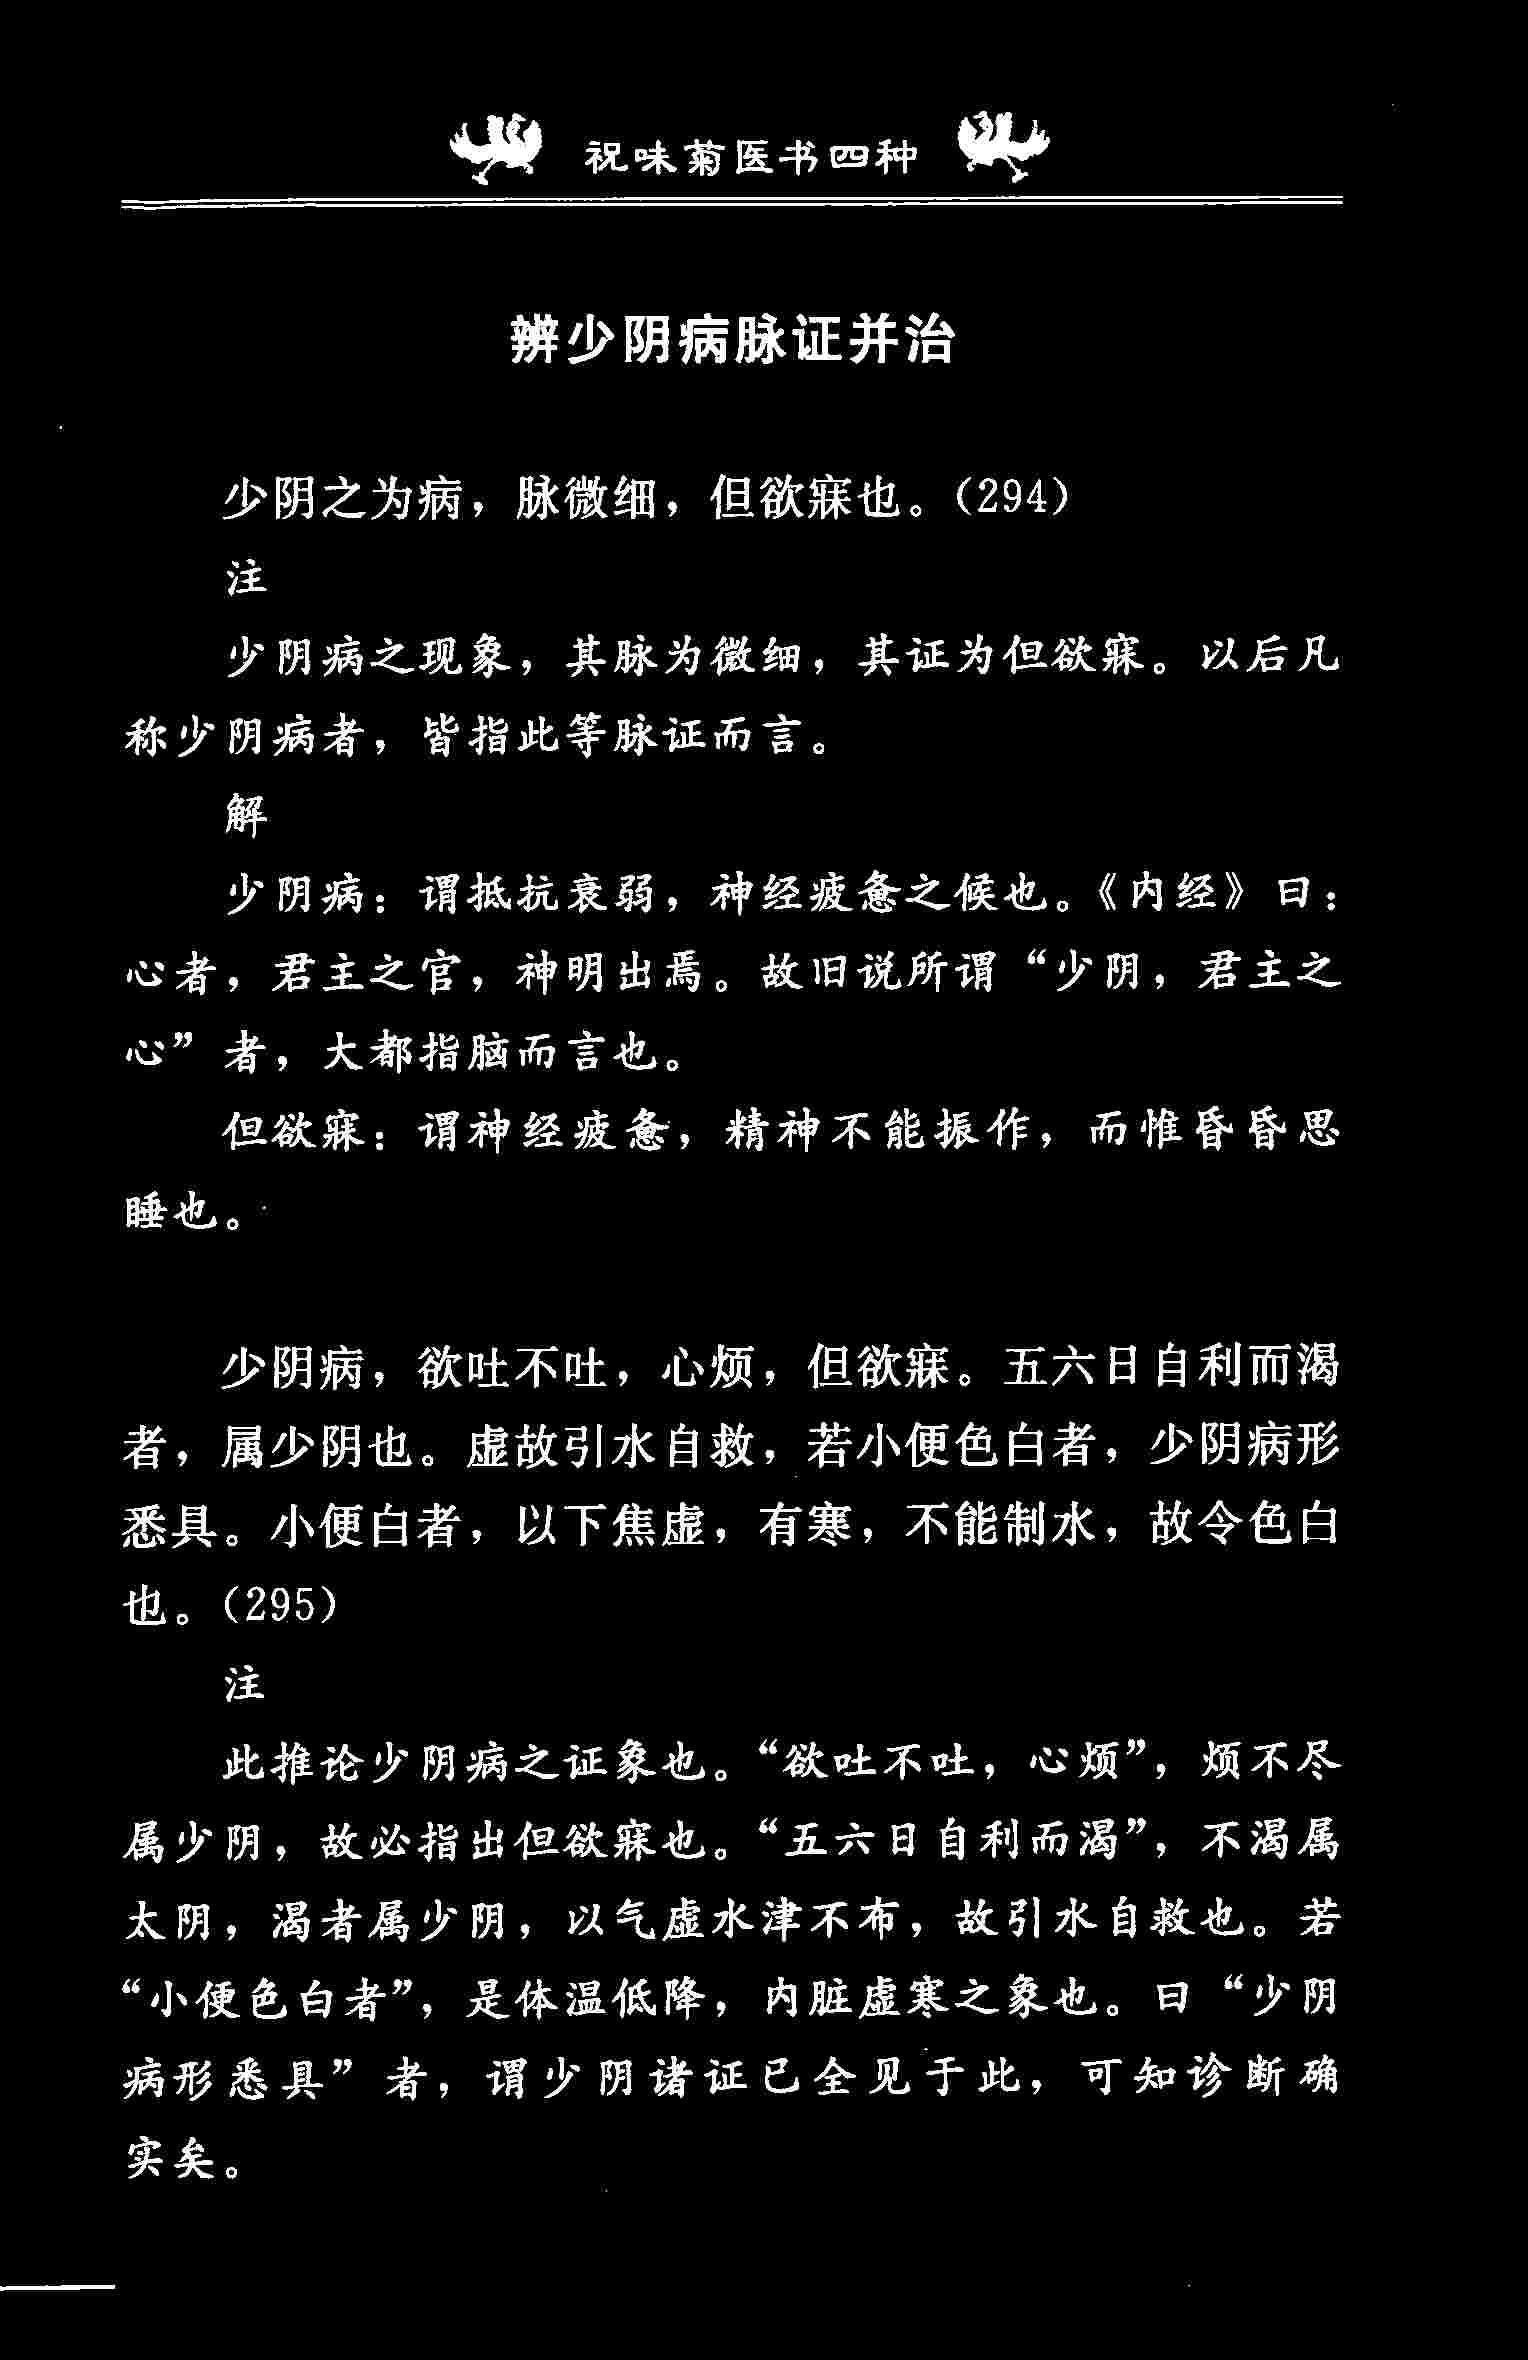 祝味菊医书四种
辨少阴病脉证并治
少阴之为病，脉微细，但欲寐也。（294）
注
少阴病之现象，其脉为微细，其证为但欲寐。以后凡
称少阴病者，皆指此等脉证而言。
解
少阴病：谓抵抗衰弱，神经疲惫之候也。《内经》曰：
心者，君主之官，神明出焉。故旧说所谓“少阴，君主之
心”者，大都指脑而言也。
但欲寐：谓神经疲惫，精神不能振作，而惟昏昏思
睡也。
少阴病，欲吐不吐，心烦，但欲寐。五六日自利而渴
者，属少阴也。虚故引水自救，若小便色白者，少阴病形
悉具。小便白者，以下焦虚，有寒，不能制水，故令色白
也。（295）
注
此推论少阴病之证象也。“欲吐不吐，心烦”，烦不尽
属少阴，故必指出但欲寐也。“五六日自利而渴”，不渴属
太阴，渴者属少阴，以气虚水津不布，故引水自救也。若
“小便色白者”，是体温低降，内脏虚寒之象也。曰“少阴
病形悉具”者，谓少阴诸证已全见于此，可知诊断确
实矣。